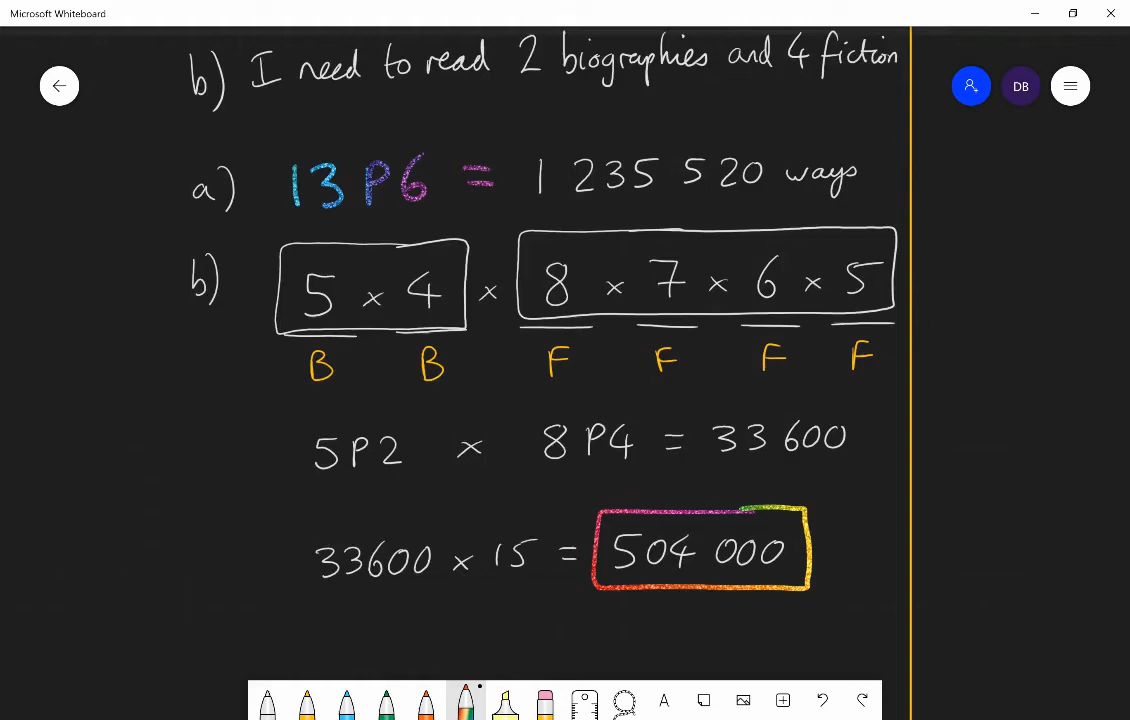 Microsoft Whiteboard
b) I need to read 2 biographies and 4 fiction
DB
a) 13P6 = 1 235 520 ways
b) 5 × 4 × 8 × 7 × 6 × 5
B B F F F F
5P2 × 8P4 = 33 600
33600 × 15 = 504 000
A